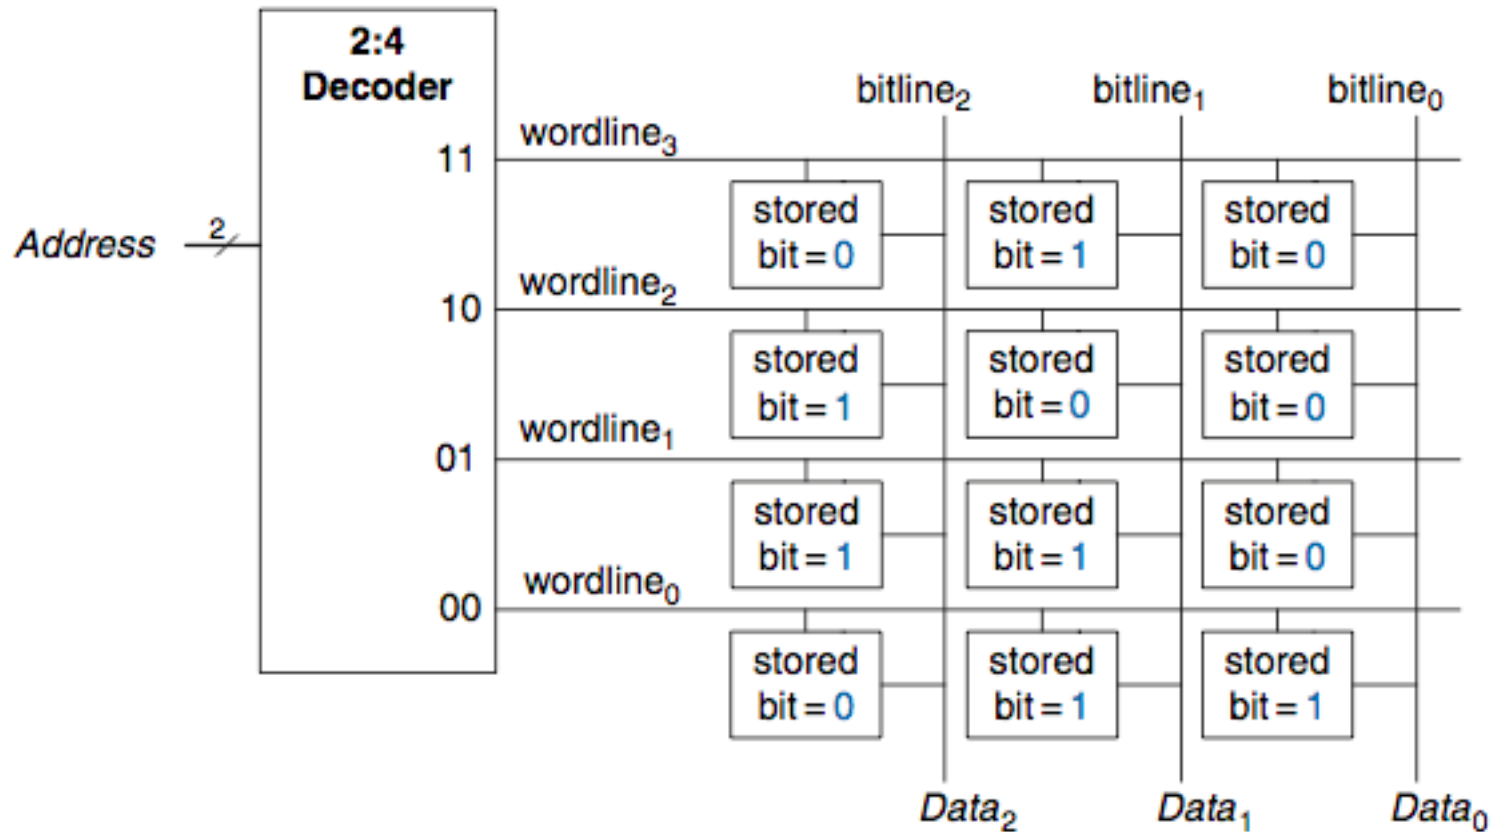 2:4
Decoder
bitline₂ bitline₁ bitline₀
wordline₃
11
stored stored stored
bit = 0 bit = 1 bit = 0
Address 2
wordline₂
10
stored stored stored
bit = 1 bit = 0 bit = 0
wordline₁
01
stored stored stored
bit = 1 bit = 1 bit = 0
wordline₀
00
stored stored stored
bit = 0 bit = 1 bit = 1
Data₂ Data₁ Data₀